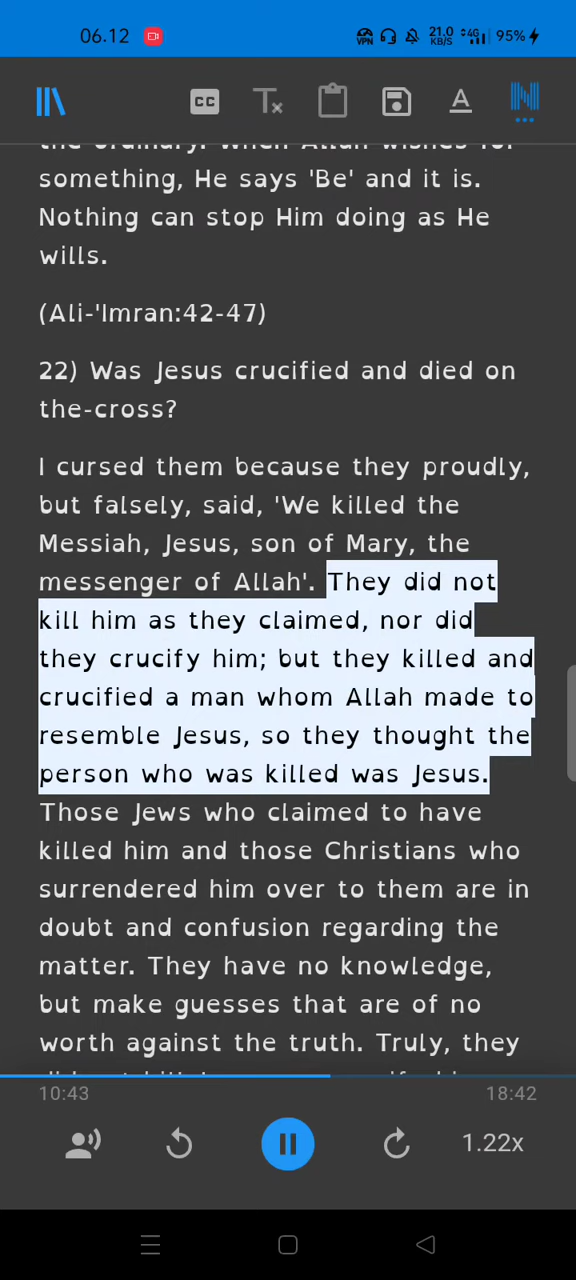 06.12
VPN 21.0 KB/S 4G 95%
CC A
something, He says 'Be' and it is.
Nothing can stop Him doing as He
wills.
(Ali-'Imran:42-47)
22) Was Jesus crucified and died on
the-cross?
I cursed them because they proudly,
but falsely, said, 'We killed the
Messiah, Jesus, son of Mary, the
messenger of Allah'. They did not
kill him as they claimed, nor did
they crucify him; but they killed and
crucified a man whom Allah made to
resemble Jesus, so they thought the
person who was killed was Jesus.
Those Jews who claimed to have
killed him and those Christians who
surrendered him over to them are in
doubt and confusion regarding the
matter. They have no knowledge,
but make guesses that are of no
worth against the truth. Truly, they
10:43 18:42
1.22x